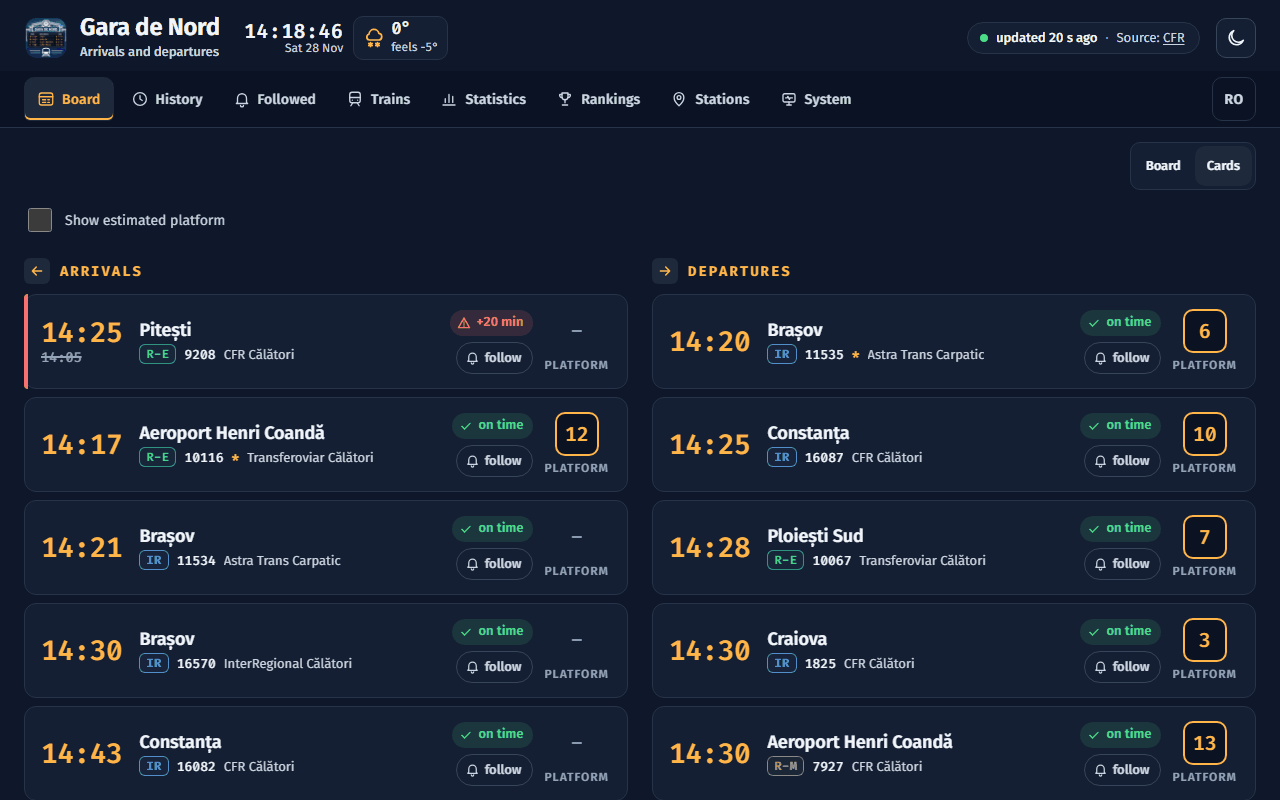 Gara de Nord
Arrivals and departures
14:18:46
Sat 28 Nov
0°
feels -5°
updated 20 s ago · Source: CFR
Board
History
Followed
Trains
Statistics
Rankings
Stations
System
RO
Board
Cards
Show estimated platform
ARRIVALS
14:25
14:05
Pitești
R-E 9208 CFR Călători
+20 min
follow
–
PLATFORM
14:17
Aeroport Henri Coandă
R-E 10116 * Transferoviar Călători
on time
follow
12
PLATFORM
14:21
Brașov
IR 11534 Astra Trans Carpatic
on time
follow
–
PLATFORM
14:30
Brașov
IR 16570 InterRegional Călători
on time
follow
–
PLATFORM
14:43
Constanța
IR 16082 CFR Călători
on time
follow
–
PLATFORM
DEPARTURES
14:20
Brașov
IR 11535 * Astra Trans Carpatic
on time
follow
6
PLATFORM
14:25
Constanța
IR 16087 CFR Călători
on time
follow
10
PLATFORM
14:28
Ploiești Sud
R-E 10067 Transferoviar Călători
on time
follow
7
PLATFORM
14:30
Craiova
IR 1825 CFR Călători
on time
follow
3
PLATFORM
14:30
Aeroport Henri Coandă
R-M 7927 CFR Călători
on time
follow
13
PLATFORM